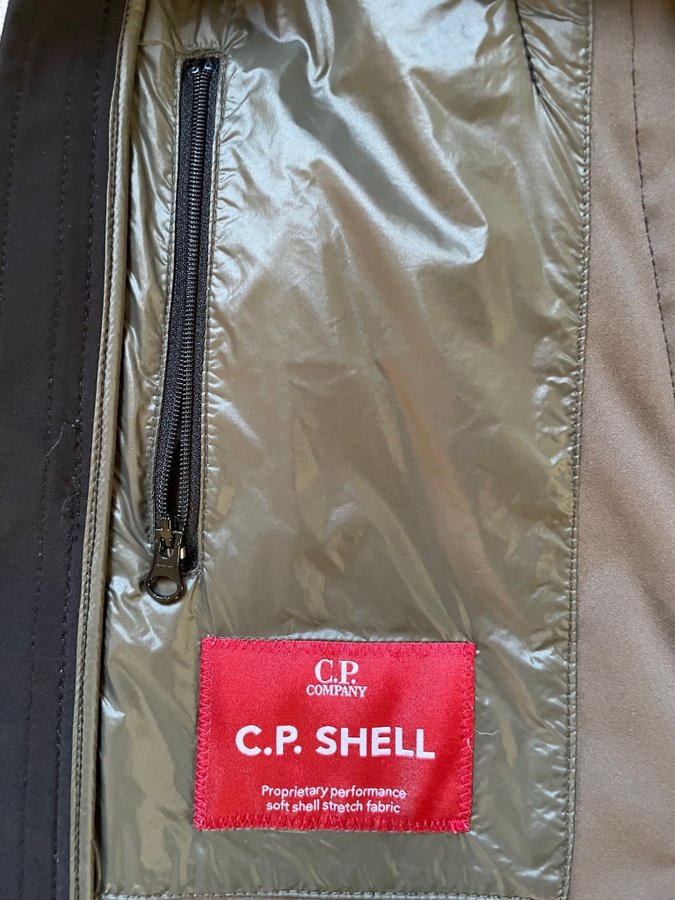 C.P.
COMPANY
C.P. SHELL
Proprietary performance
soft shell stretch fabric